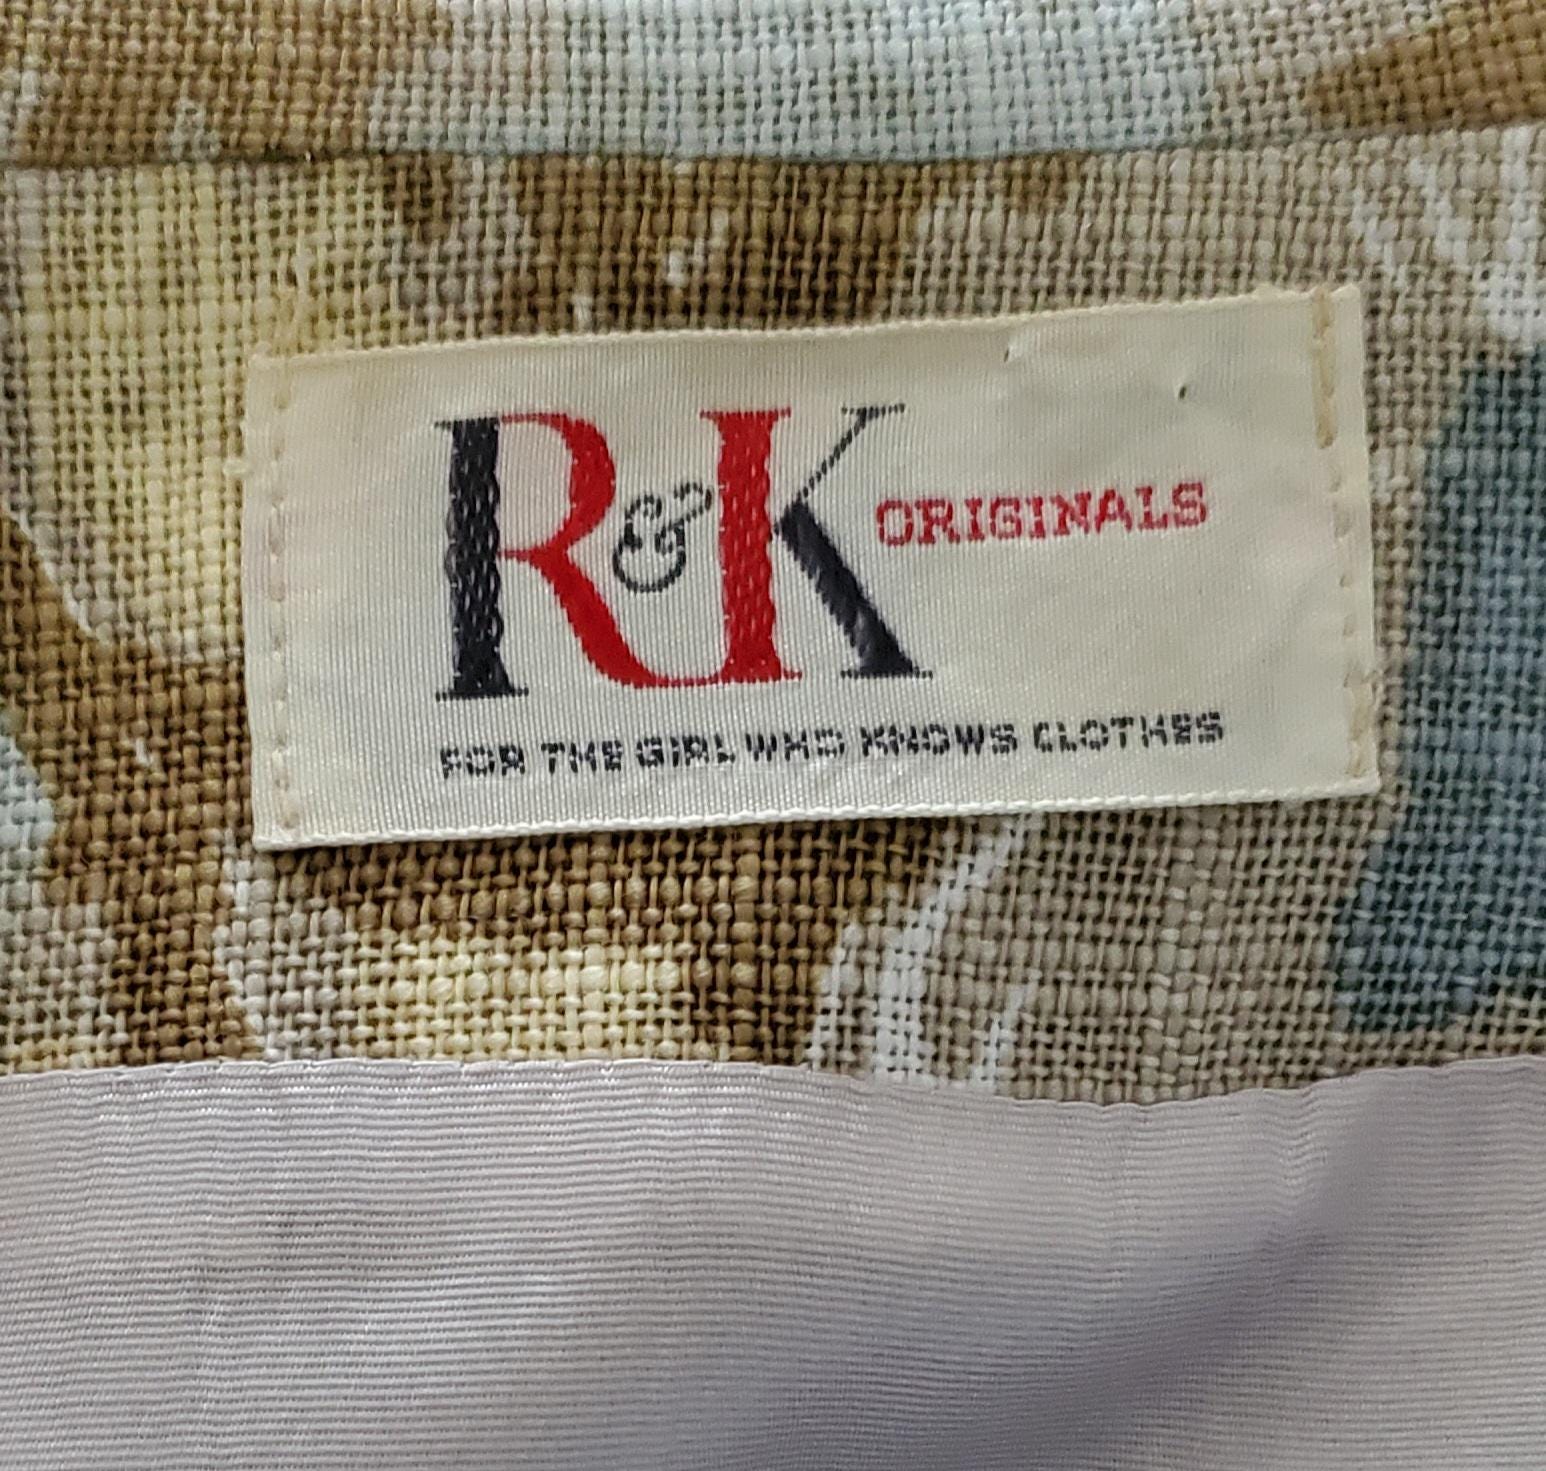 R&K ORIGINALS
FOR THE GIRL WHO KNOWS CLOTHES